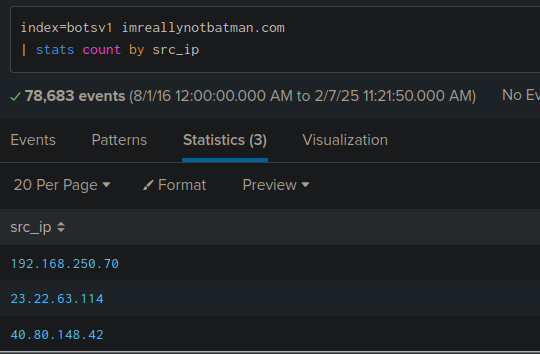 index=botsv1 imreallynotbatman.com
| stats count by src_ip
✓ 78,683 events (8/1/16 12:00:00.000 AM to 2/7/25 11:21:50.000 AM) No Ev
Events Patterns Statistics (3) Visualization
20 Per Page Format Preview
src_ip
192.168.250.70
23.22.63.114
40.80.148.42